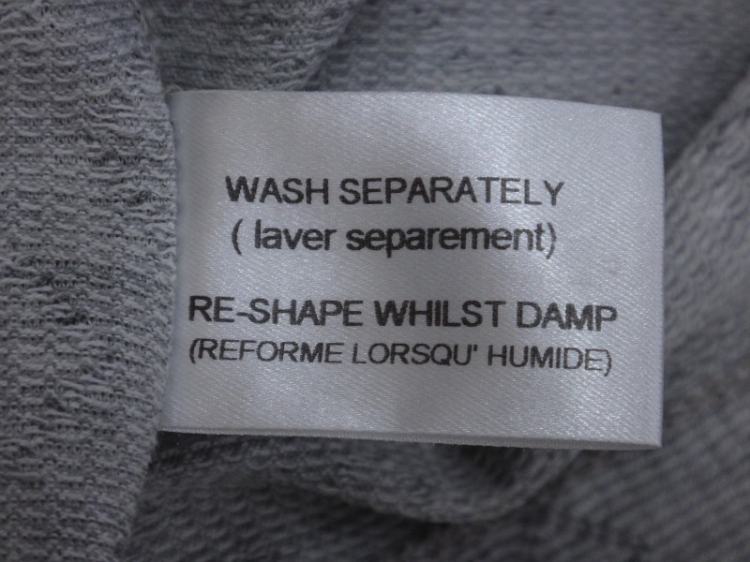 WASH SEPARATELY
( laver separement)
RE-SHAPE WHILST DAMP
(REFORME LORSQU' HUMIDE)